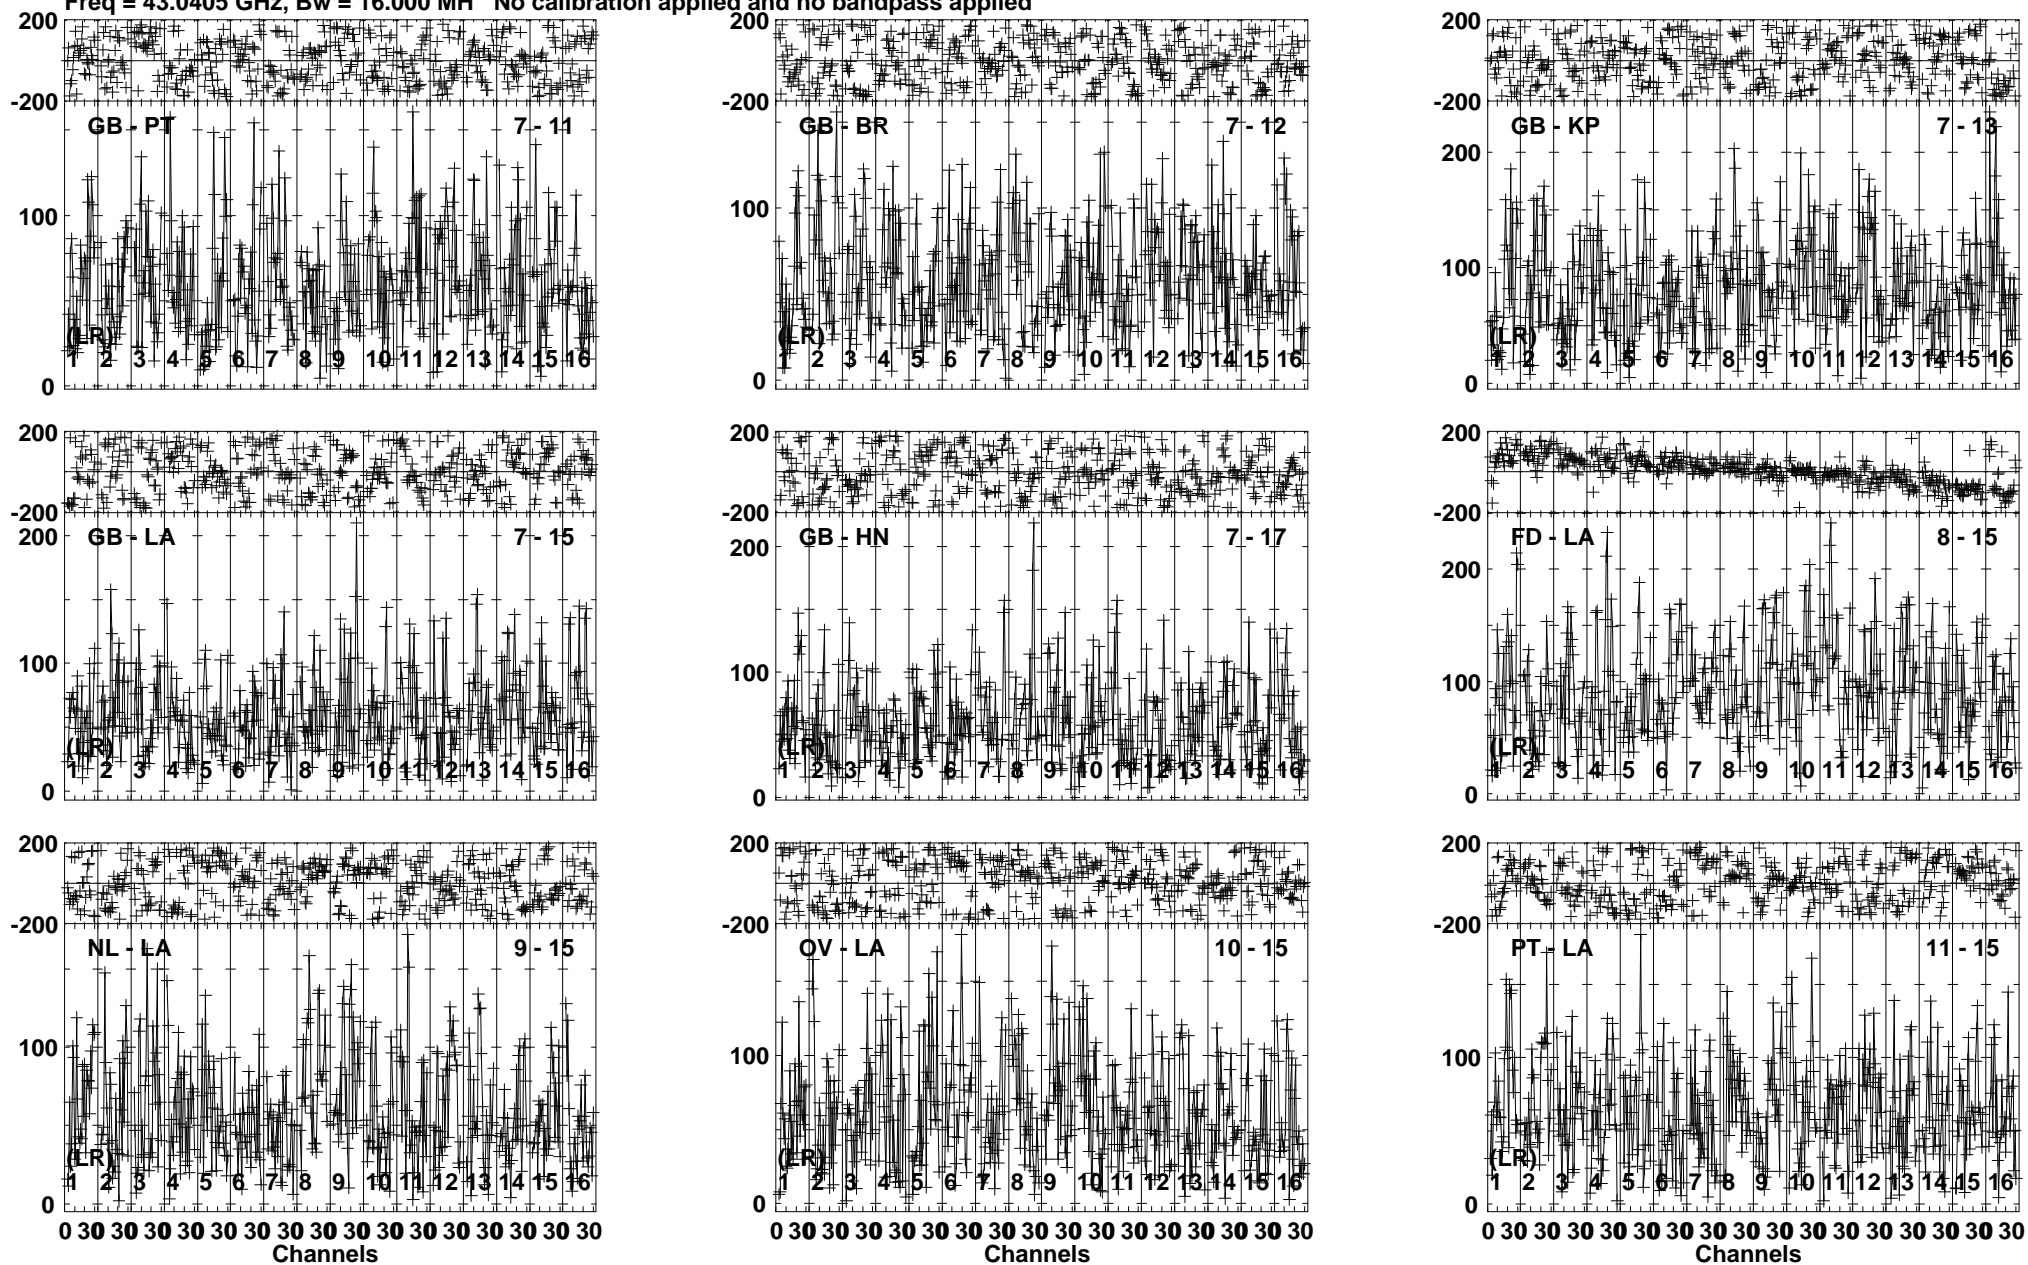 Freq = 43.0405 GHz, Bw = 16.000 MH No calibration applied and no bandpass applied
200 200 200
-200 -200 -200
GB - PT 7 - 11 GB - BR 7 - 12 GB - KP 7 - 13
200
100 100 100
(LR) (LR) (LR)
1 2 3 4 5 6 7 8 9 10 11 12 13 14 15 16 1 2 3 4 5 6 7 8 9 10 11 12 13 14 15 16 1 2 3 4 5 6 7 8 9 10 11 12 13 14 15 16
0 0 0
200 200 200
-200 -200 -200
GB - LA 7 - 15 GB - HN 7 - 17 FD - LA 8 - 15
200 200 200
100 100 100
(LR) (LR) (LR)
1 2 3 4 5 6 7 8 9 10 11 12 13 14 15 16 1 2 3 4 5 6 7 8 9 10 11 12 13 14 15 16 1 2 3 4 5 6 7 8 9 10 11 12 13 14 15 16
0 0 0
200 200 200
-200 -200 -200
NL - LA 9 - 15 OV - LA 10 - 15 PT - LA 11 - 15
100 100 100
(LR) (LR) (LR)
1 2 3 4 5 6 7 8 9 10 11 12 13 14 15 16 1 2 3 4 5 6 7 8 9 10 11 12 13 14 15 16 1 2 3 4 5 6 7 8 9 10 11 12 13 14 15 16
0 0 0
0 30 30 30 30 30 30 30 30 30 30 30 30 30 30 30 30 0 30 30 30 30 30 30 30 30 30 30 30 30 30 30 30 30 0 30 30 30 30 30 30 30 30 30 30 30 30 30 30 30 30
Channels Channels Channels